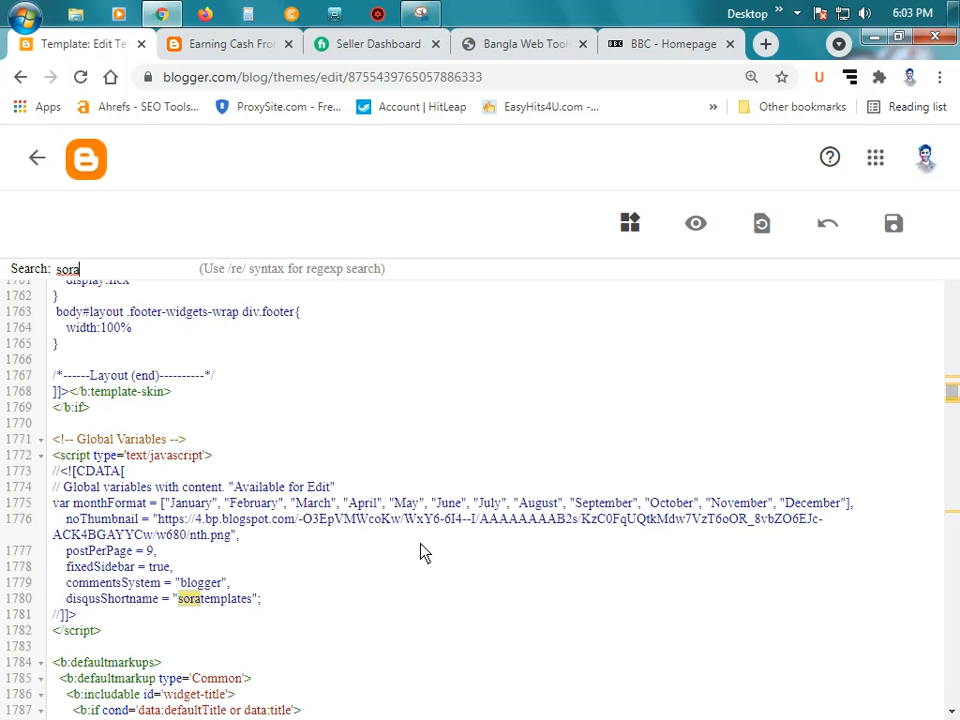 Desktop
»
6:03 PM
Template: Edit Te
Earning Cash Fro
Seller Dashboard
Bangla Web Tool
BBC - Homepage
blogger.com/blog/themes/edit/8755439765057886333
Apps
Ahrefs - SEO Tools...
ProxySite.com - Fre...
Account | HitLeap
EasyHits4U.com -...
»
Other bookmarks
Reading list
Search: sora (Use /re/ syntax for regexp search)
1761 display:flex
1762 }
1763 body#layout .footer-widgets-wrap div.footer{
1764 width:100%
1765 }
1766
1767 /*------Layout (end)----------*/
1768 ]]></b:template-skin>
1769 </b:if>
1770
1771 <!-- Global Variables -->
1772 <script type='text/javascript'>
1773 //<![CDATA[
1774 // Global variables with content. "Available for Edit"
1775 var monthFormat = ["January", "February", "March", "April", "May", "June", "July", "August", "September", "October", "November", "December"],
1776 noThumbnail = "https://4.bp.blogspot.com/-O3EpVMWcoKw/WxY6-6I4--I/AAAAAAAAB2s/KzC0FqUQtkMdw7VzT6oOR_8vbZO6EJc-
ACK4BGAYYCw/w680/nth.png",
1777 postPerPage = 9,
1778 fixedSidebar = true,
1779 commentsSystem = "blogger",
1780 disqusShortname = "soratemplates";
1781 //]]>
1782 </script>
1783
1784 <b:defaultmarkups>
1785 <b:defaultmarkup type='Common'>
1786 <b:includable id='widget-title'>
1787 <b:if cond='data:defaultTitle or data:title'>